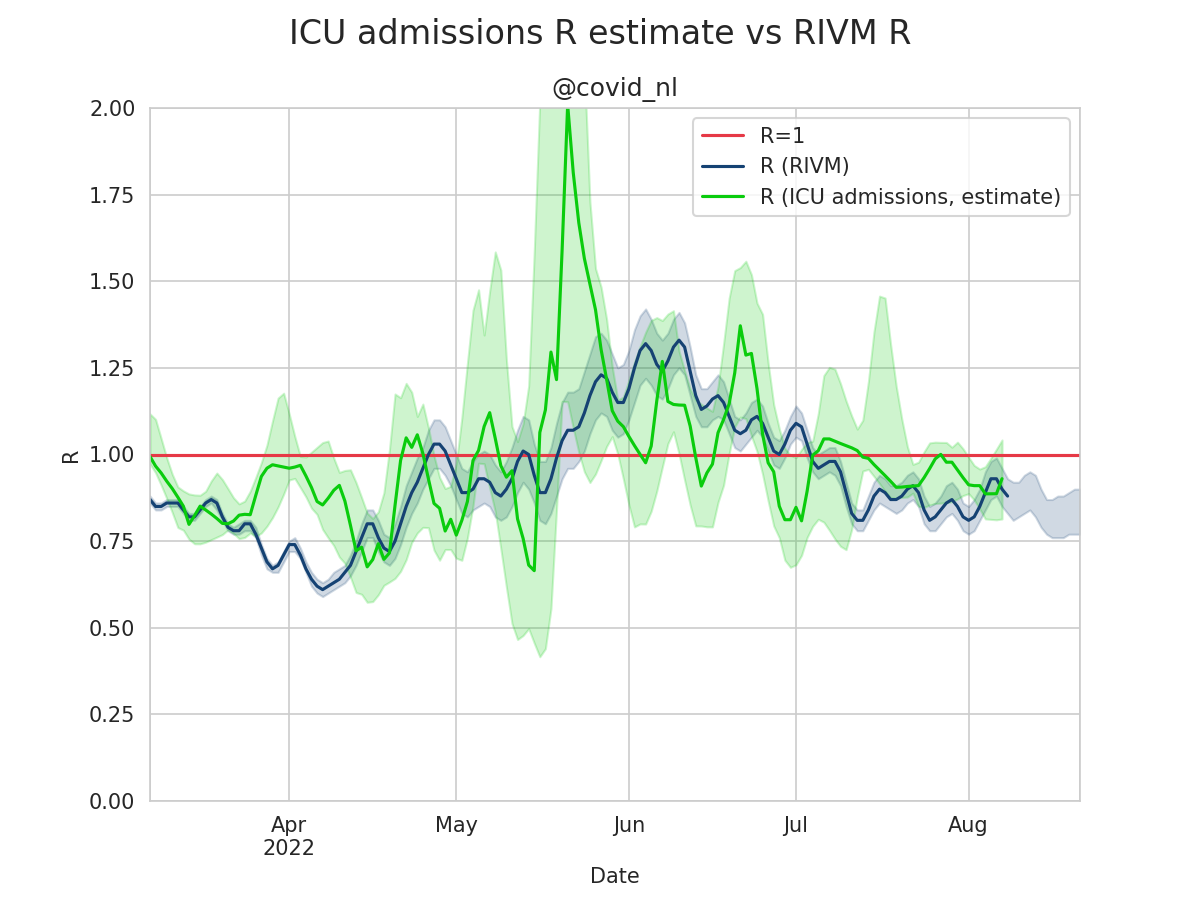 ICU admissions R estimate vs RIVM R
@covid_nl
R=1
R (RIVM)
R (ICU admissions, estimate)
2.00
1.75
1.50
1.25
1.00
0.75
0.50
0.25
0.00
R
Apr May Jun Jul Aug
2022
Date